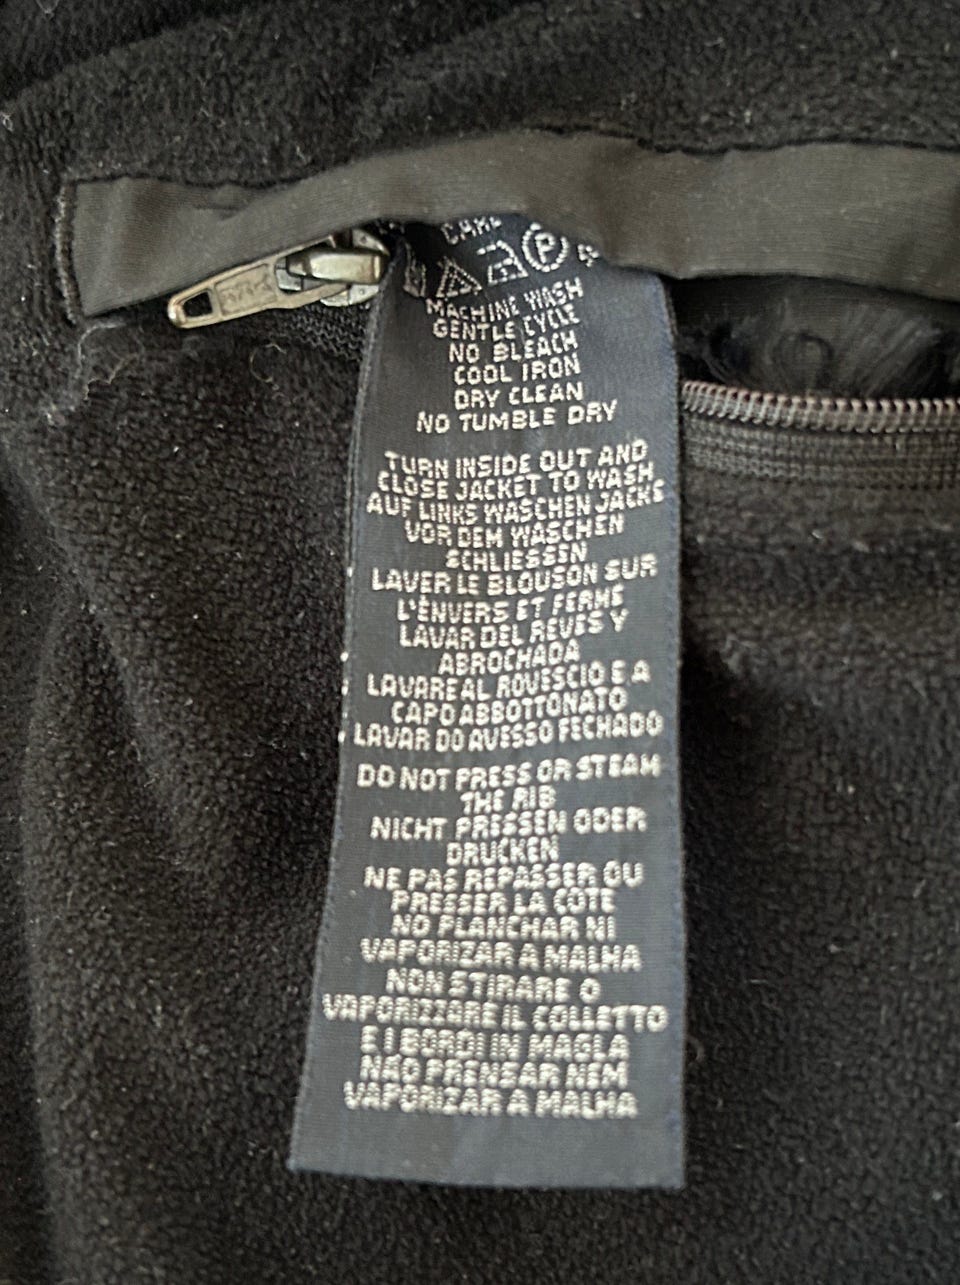 CARE
P
MACHINE WASH
GENTLE CYCLE
NO BLEACH
COOL IRON
DRY CLEAN
NO TUMBLE DRY
TURN INSIDE OUT AND
CLOSE JACKET TO WASH
AUF LINKS WASCHEN JACKE
VOR DEM WASCHEN
SCHLIESSEN
LAVER LE BLOUSON SUR
L'ÉNVERS ET FERMÉ
LAVAR DEL REVES Y
ABROCHADA
LAVARE AL ROVESCIO E A
CAPO ABBOTTONATO
LAVAR DO AVESSO FECHADO
DO NOT PRESS OR STEAM
THE RIB
NICHT PRESSEN ODER
DRUCKEN
NE PAS REPASSER OU
PRESSER LA CÔTE
NO PLANCHAR NI
VAPORIZAR A MALHA
NON STIRARE O
VAPORIZZARE IL COLLETTO
E I BORDI IN MAGLA
NÃO PRENSAR NEM
VAPORIZAR A MALHA